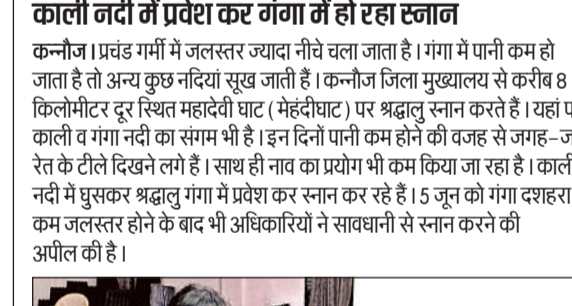 काली नदी में प्रवेश कर गंगा में हो रहा स्नान
कन्नौज। प्रचंड गर्मी में जलस्तर ज्यादा नीचे चला जाता है। गंगा में पानी कम हो
जाता है तो अन्य कुछ नदियां सूख जाती हैं। कन्नौज जिला मुख्यालय से करीब 8
किलोमीटर दूर स्थित महादेवी घाट ( मेहंदीघाट ) पर श्रद्धालु स्नान करते हैं। यहां प
काली व गंगा नदी का संगम भी है। इन दिनों पानी कम होने की वजह से जगह-ज
रेत के टीले दिखने लगे हैं। साथ ही नाव का प्रयोग भी कम किया जा रहा है। काली
नदी में घुसकर श्रद्धालु गंगा में प्रवेश कर स्नान कर रहे हैं। 5 जून को गंगा दशहरा
कम जलस्तर होने के बाद भी अधिकारियों ने सावधानी से स्नान करने की
अपील की है।